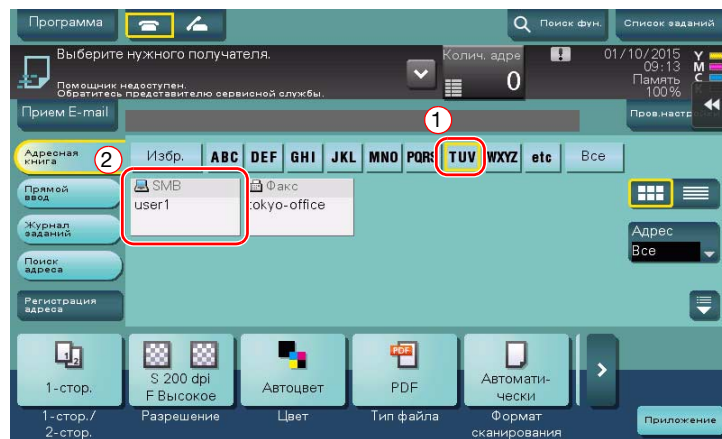 Программа
Поиск фун.
Список заданий
Выберите нужного получателя.
Помощник недоступен.
Обратитесь представителю сервисной службы.
Колич. адре
0
01/10/2015
09:13
Память
100%
Y
M
C
K
Прием E-mail
Пров.настр
1
Адресная
книга
2
Избр.
ABC
DEF
GHI
JKL
MNO
PQRS
TUV
WXYZ
etc
Все
SMB
user1
Факс
tokyo-office
Прямой
ввод
Журнал
заданий
Поиск
адреса
Регистрация
адреса
Адрес
Все
1-стор.
S 200 dpi
F Высокое
Автоцвет
PDF
PDF
Автомати-
чески
1-стор./
2-стор.
Разрешение
Цвет
Тип файла
Формат
сканирования
Приложение